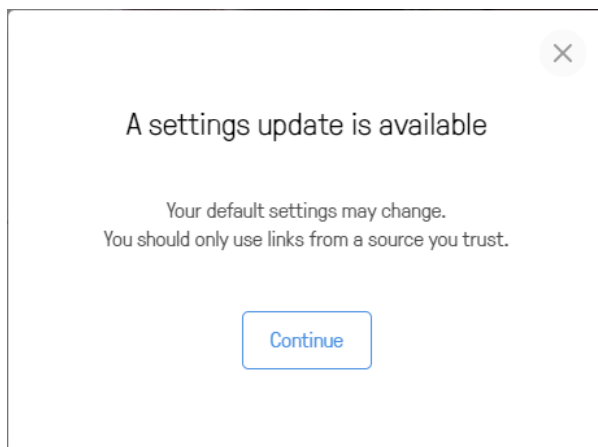 A settings update is available
Your default settings may change.
You should only use links from a source you trust.
Continue